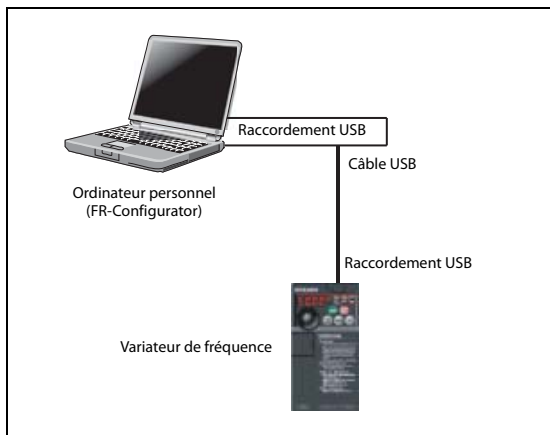 Raccordement USB
Câble USB
Ordinateur personnel
(FR-Configurator)
Raccordement USB
Variateur de fréquence